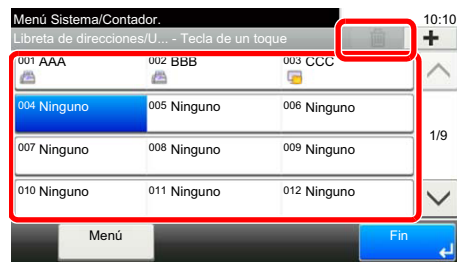 Menú Sistema/Contador. 10:10
Libreta de direcciones/U... - Tecla de un toque
001 AAA 002 BBB 003 CCC
004 Ninguno 005 Ninguno 006 Ninguno
1/9
007 Ninguno 008 Ninguno 009 Ninguno
010 Ninguno 011 Ninguno 012 Ninguno
Menú Fin